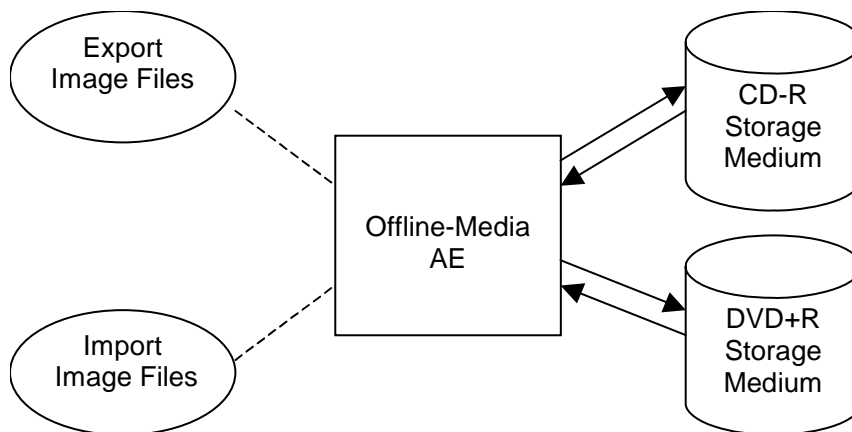 Export
Image Files
CD-R
Storage
Medium
Offline-Media
AE
Import
Image Files
DVD+R
Storage
Medium